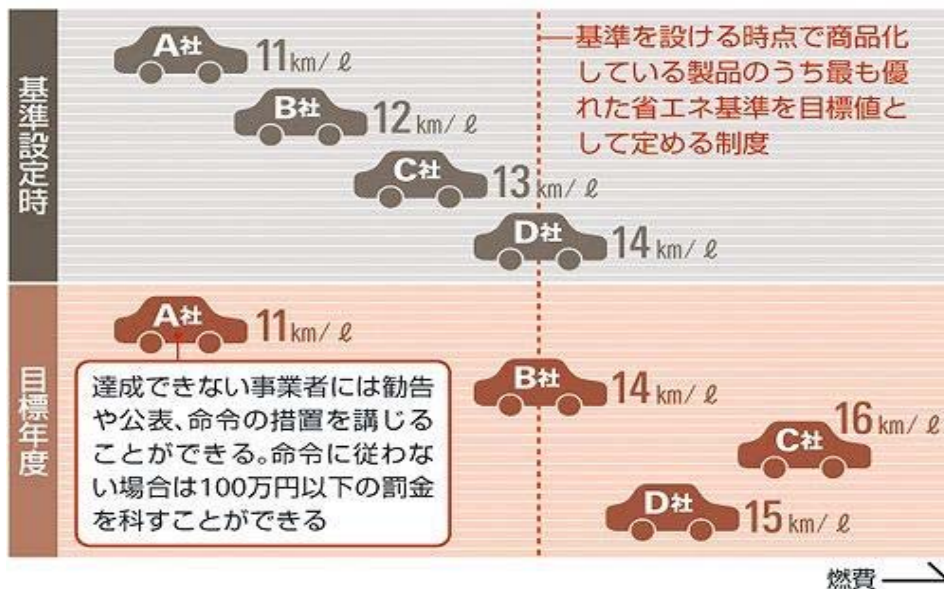 基準設定時
A社 11km/ℓ
B社 12km/ℓ
C社 13km/ℓ
D社 14km/ℓ
基準を設ける時点で商品化
している製品のうち最も優
れた省エネ基準を目標値と
して定める制度
目標年度
A社 11km/ℓ
達成できない事業者には勧告
や公表、命令の措置を講じる
ことができる。命令に従わな
い場合は100万円以下の罰金
を科すことができる
B社 14km/ℓ
C社 16km/ℓ
D社 15km/ℓ
燃費